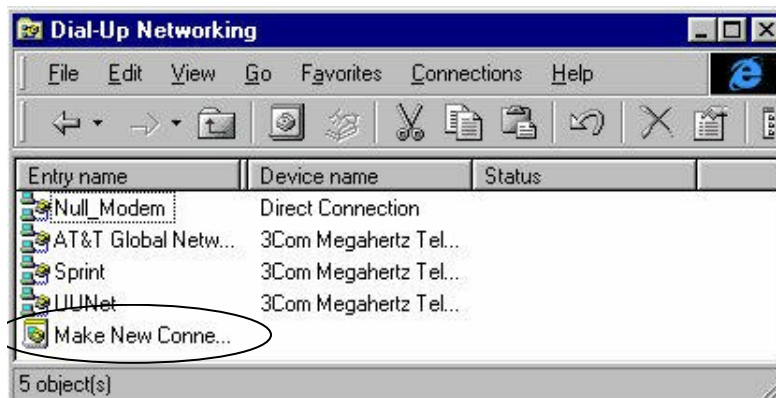 Dial-Up Networking
File Edit View Go Favorites Connections Help
Entry name Device name Status
Null_Modem Direct Connection
AT&T Global Netw... 3Com Megahertz Tel...
Sprint 3Com Megahertz Tel...
UUNet 3Com Megahertz Tel...
Make New Conne...
5 object(s)